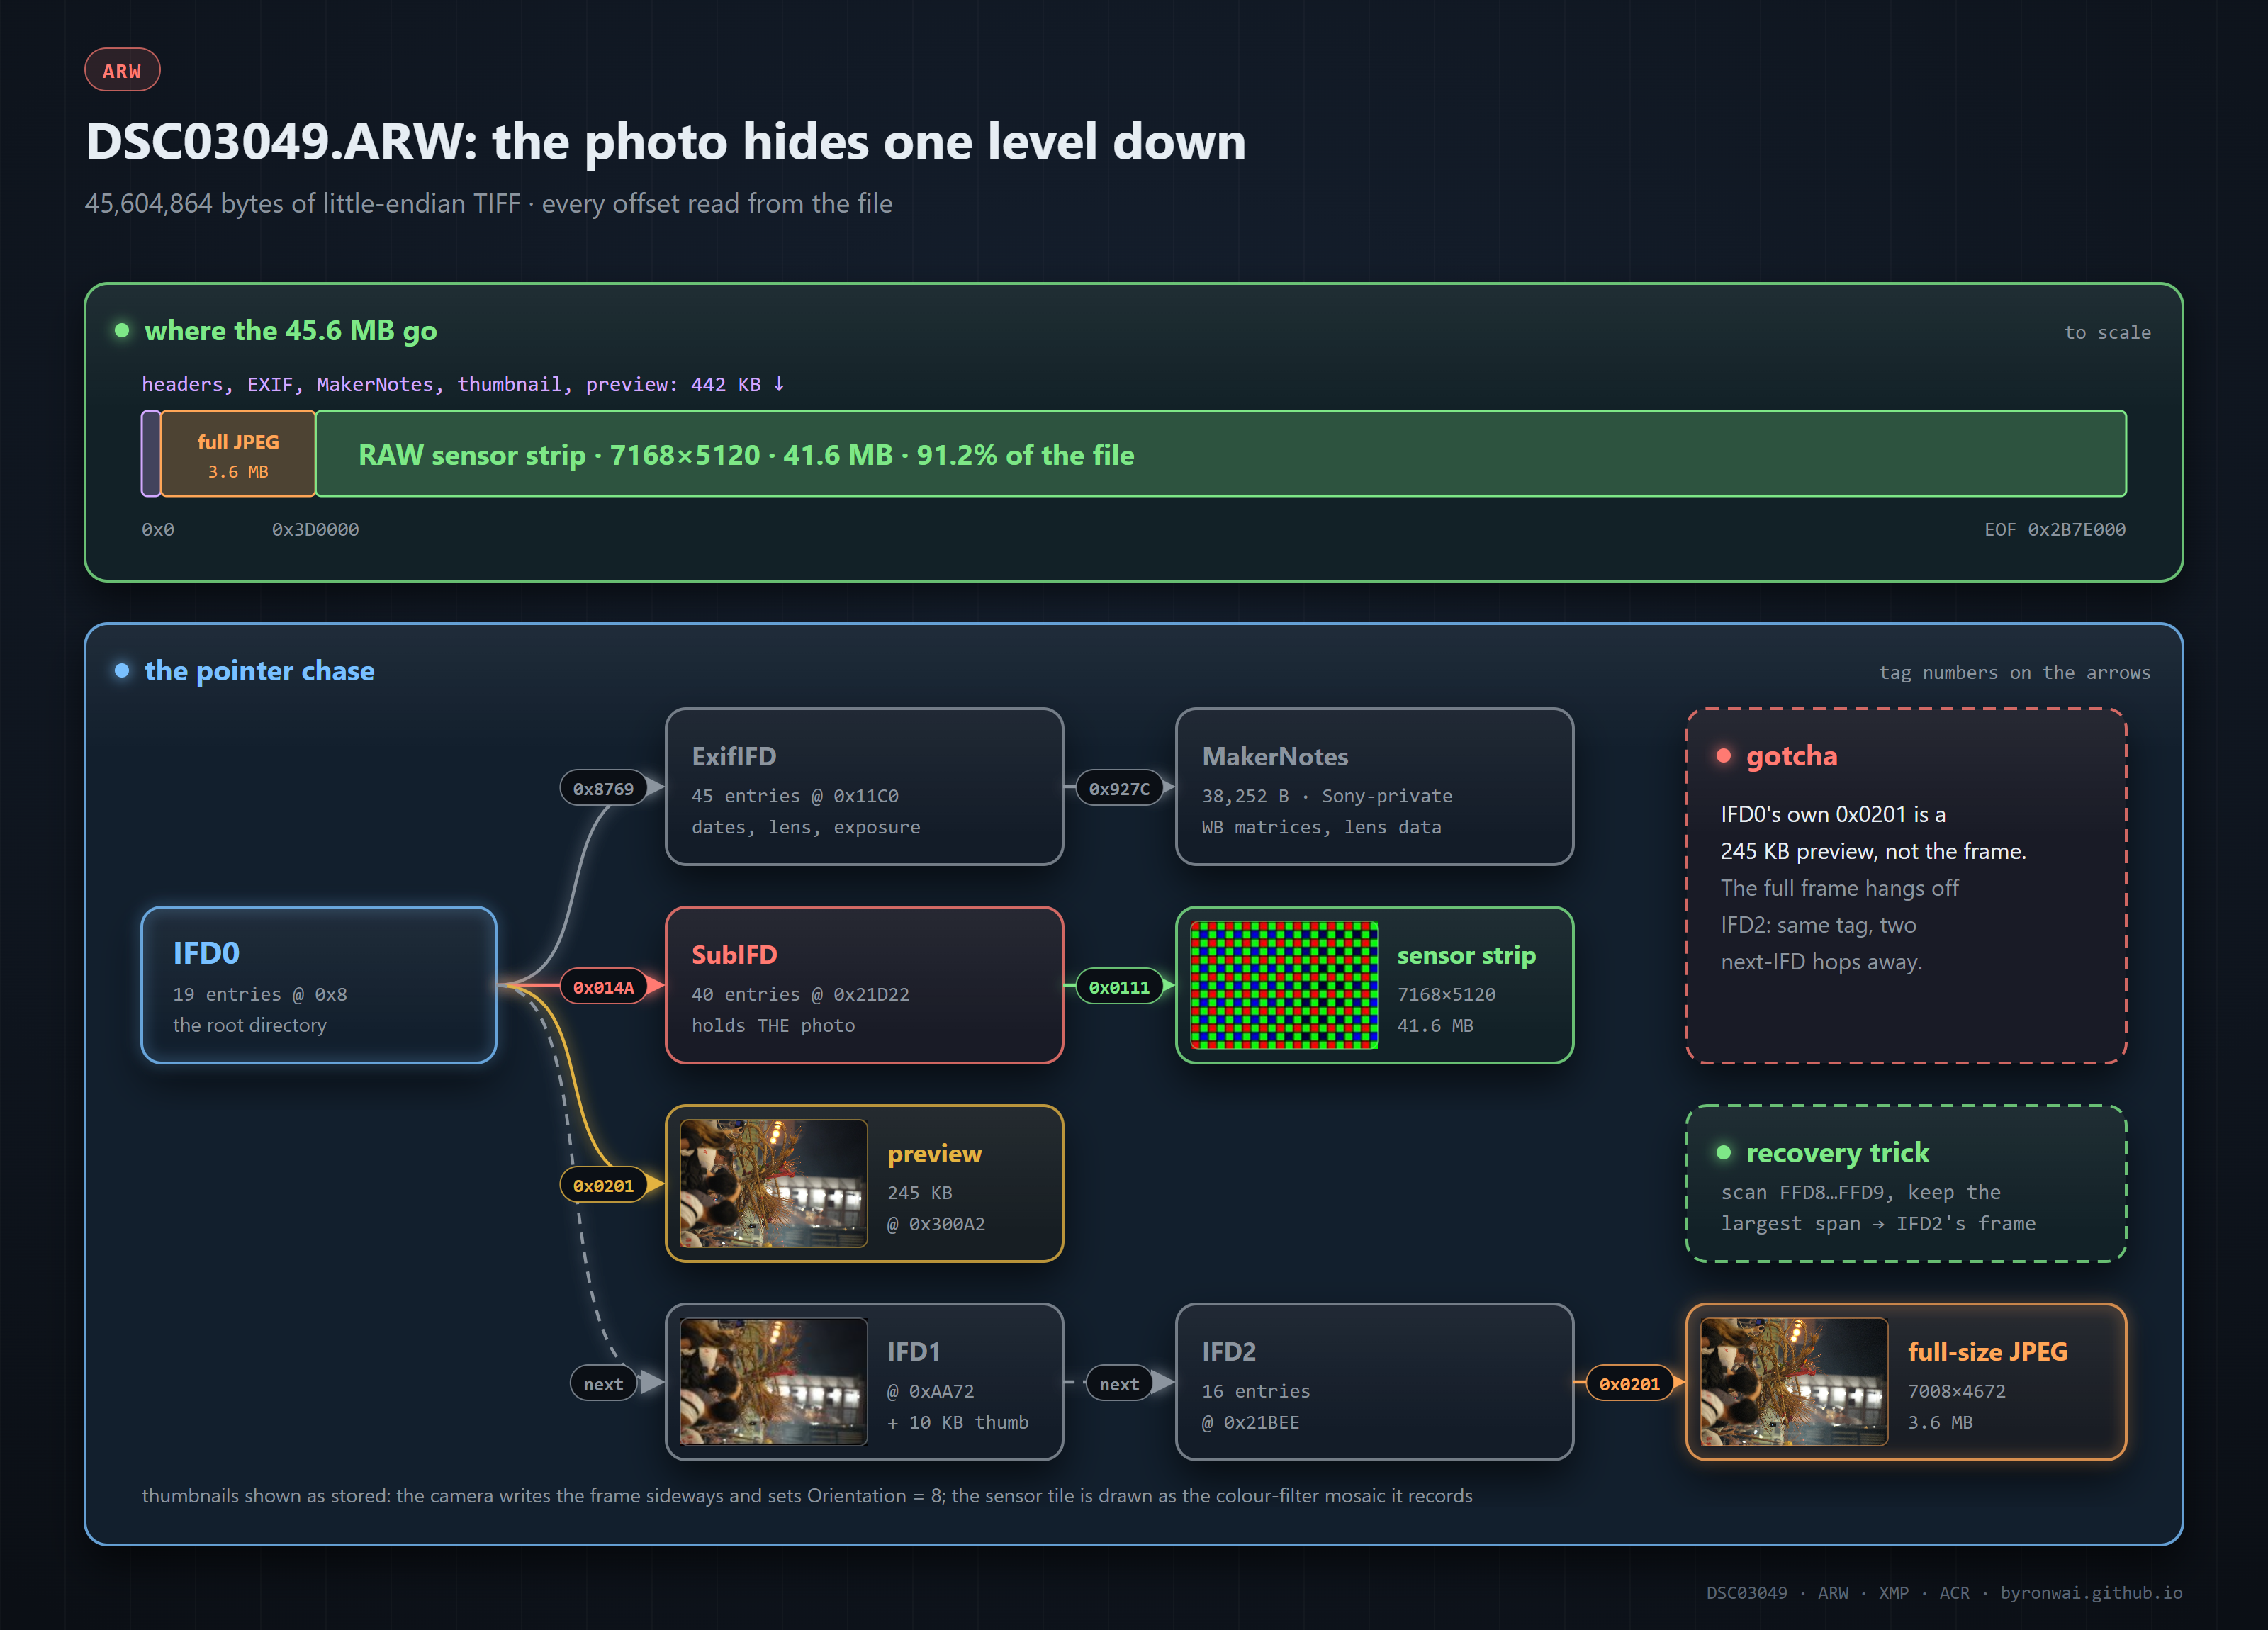 ARW
DSC03049.ARW: the photo hides one level down
45,604,864 bytes of little-endian TIFF · every offset read from the file
where the 45.6 MB go
to scale
headers, EXIF, MakerNotes, thumbnail, preview: 442 KB ↓
full JPEG
3.6 MB
RAW sensor strip · 7168×5120 · 41.6 MB · 91.2% of the file
0x0
0x3D0000
EOF 0x2B7E000
the pointer chase
tag numbers on the arrows
IFD0
19 entries @ 0x8
the root directory
0x8769
ExifIFD
45 entries @ 0x11C0
dates, lens, exposure
0x927C
MakerNotes
38,252 B · Sony-private
WB matrices, lens data
0x014A
SubIFD
40 entries @ 0x21D22
holds THE photo
0x0111
sensor strip
7168×5120
41.6 MB
0x0201
preview
245 KB
@ 0x300A2
next
IFD1
@ 0xAA72
+ 10 KB thumb
next
IFD2
16 entries
@ 0x21BEE
0x0201
full-size JPEG
7008×4672
3.6 MB
gotcha
IFD0's own 0x0201 is a
245 KB preview, not the frame.
The full frame hangs off
IFD2: same tag, two
next-IFD hops away.
recovery trick
scan FFD8…FFD9, keep the
largest span → IFD2's frame
thumbnails shown as stored: the camera writes the frame sideways and sets Orientation = 8; the sensor tile is drawn as the colour-filter mosaic it records
DSC03049 · ARW · XMP · ACR · byronwai.github.io